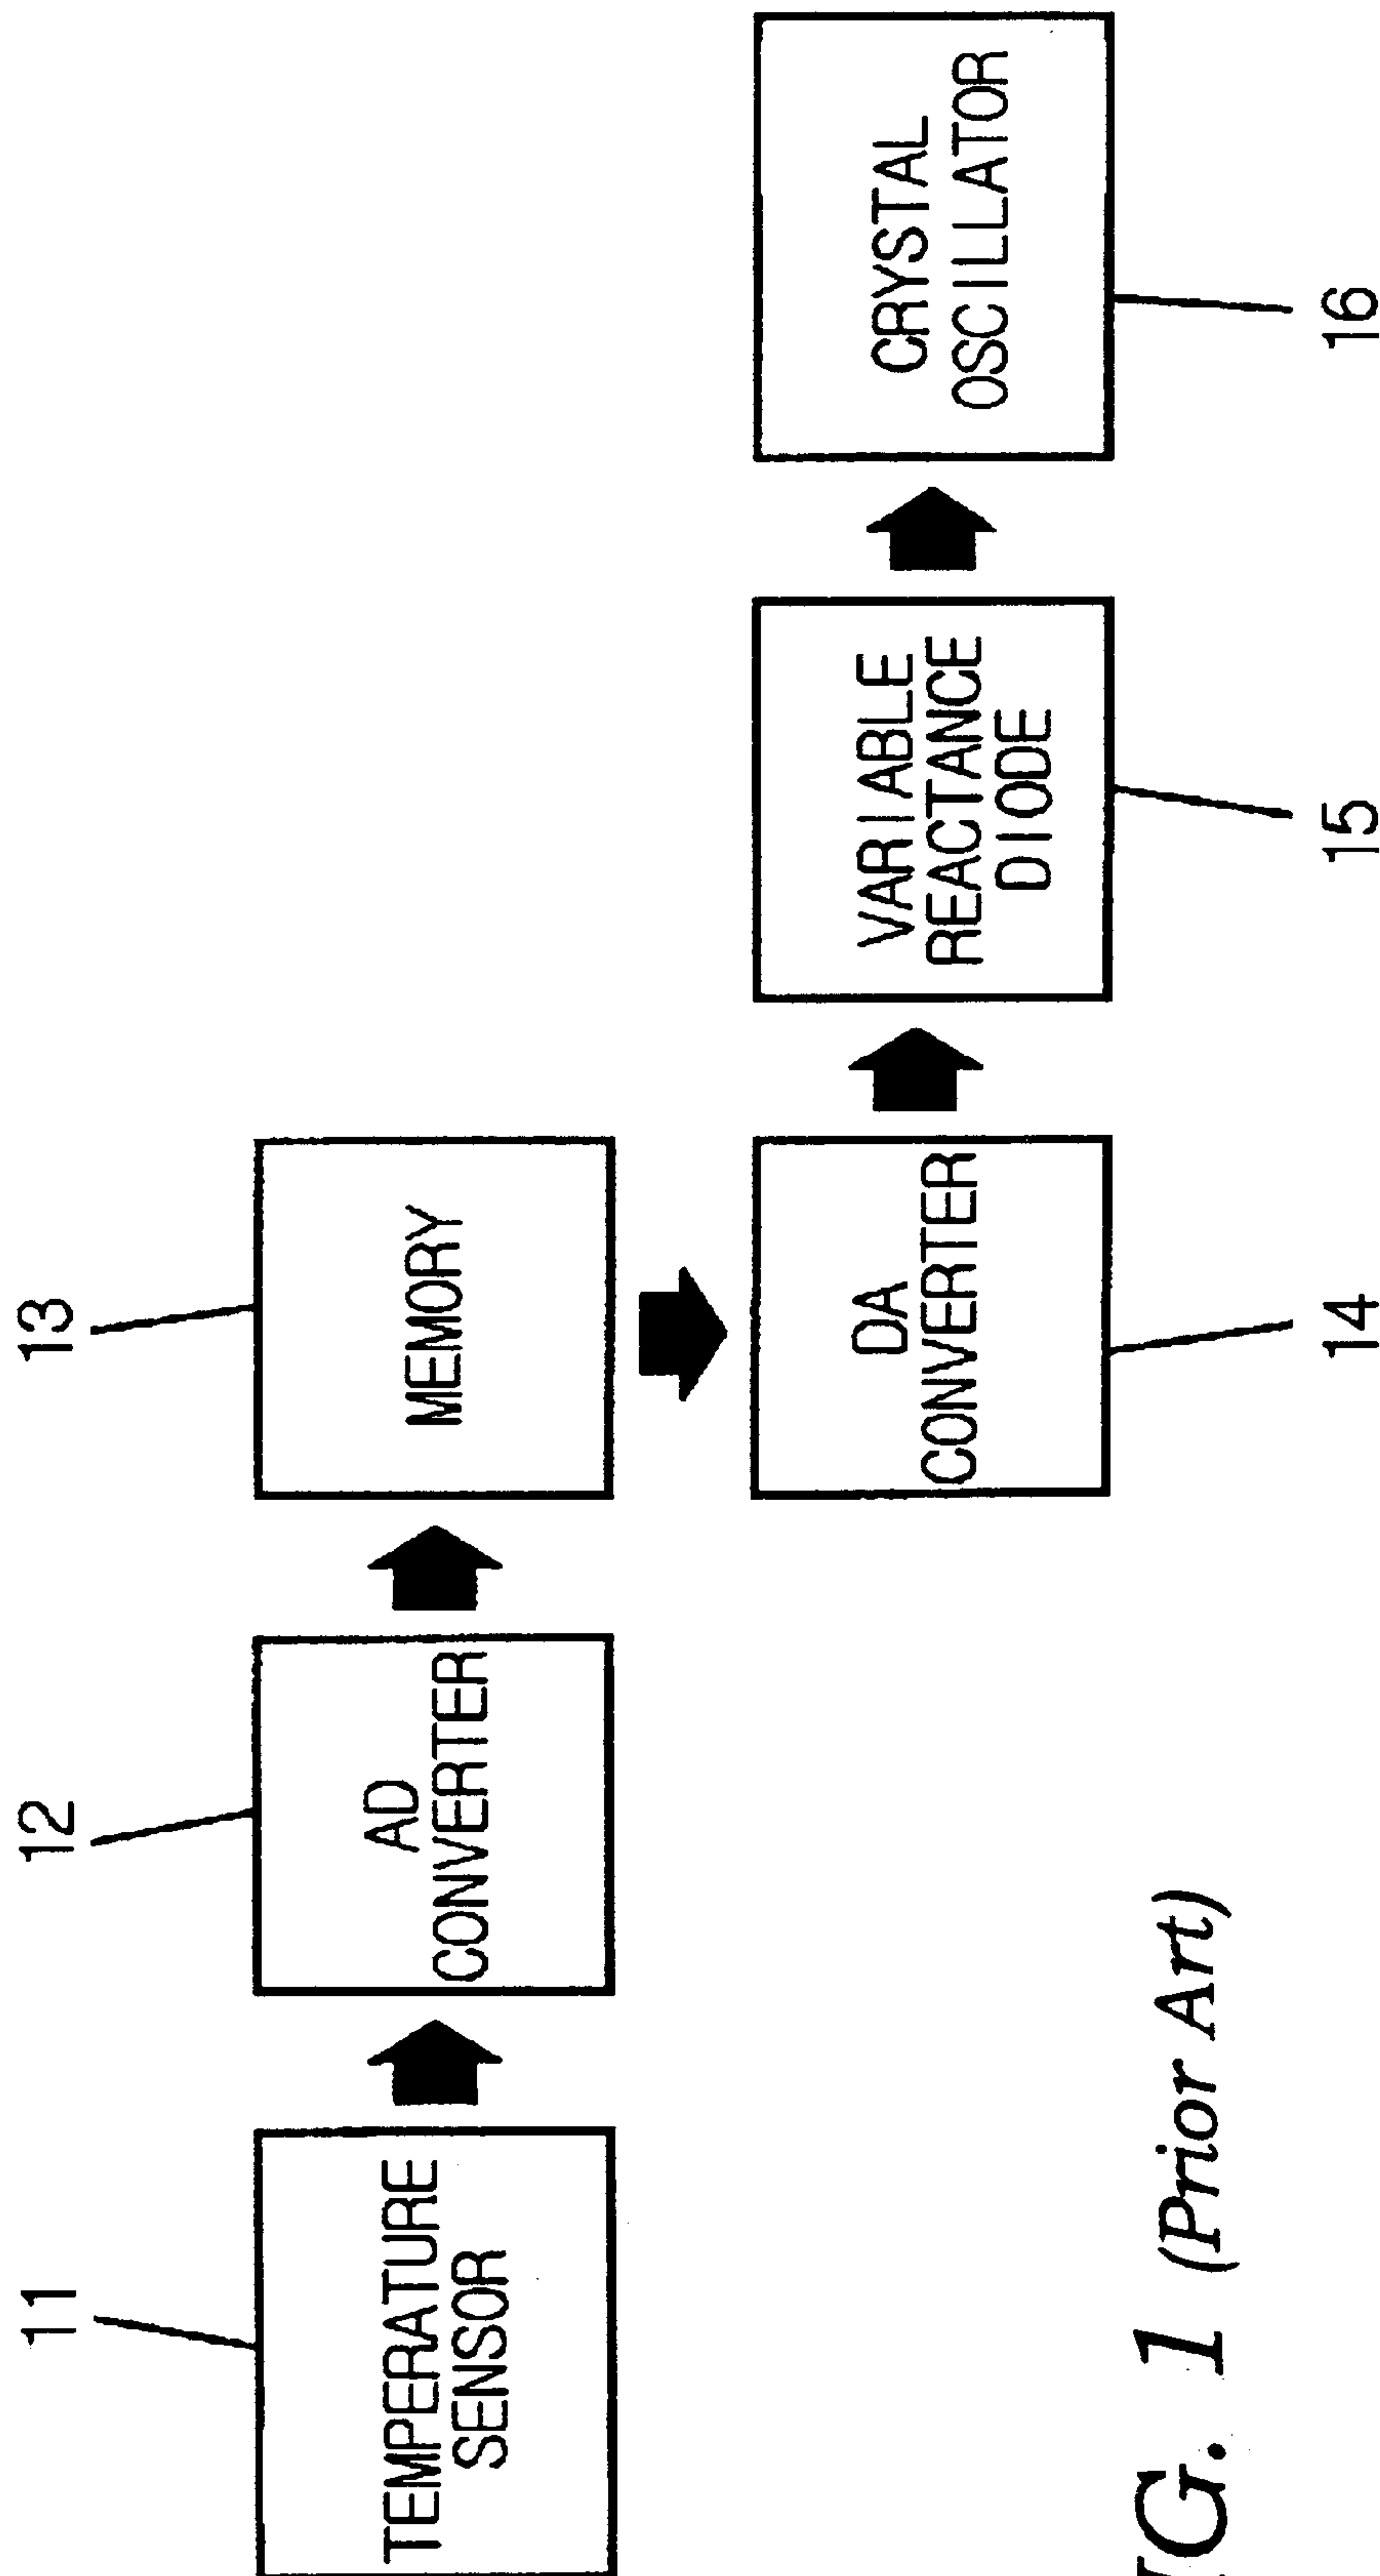 11
12
13
TEMPERATURE
SENSOR
AD
CONVERTER
MEMORY
DA
CONVERTER
VARIABLE
REACTANCE
DIODE
CRYSTAL
OSCILLATOR
14
15
16
IG. 1 (Prior Art)